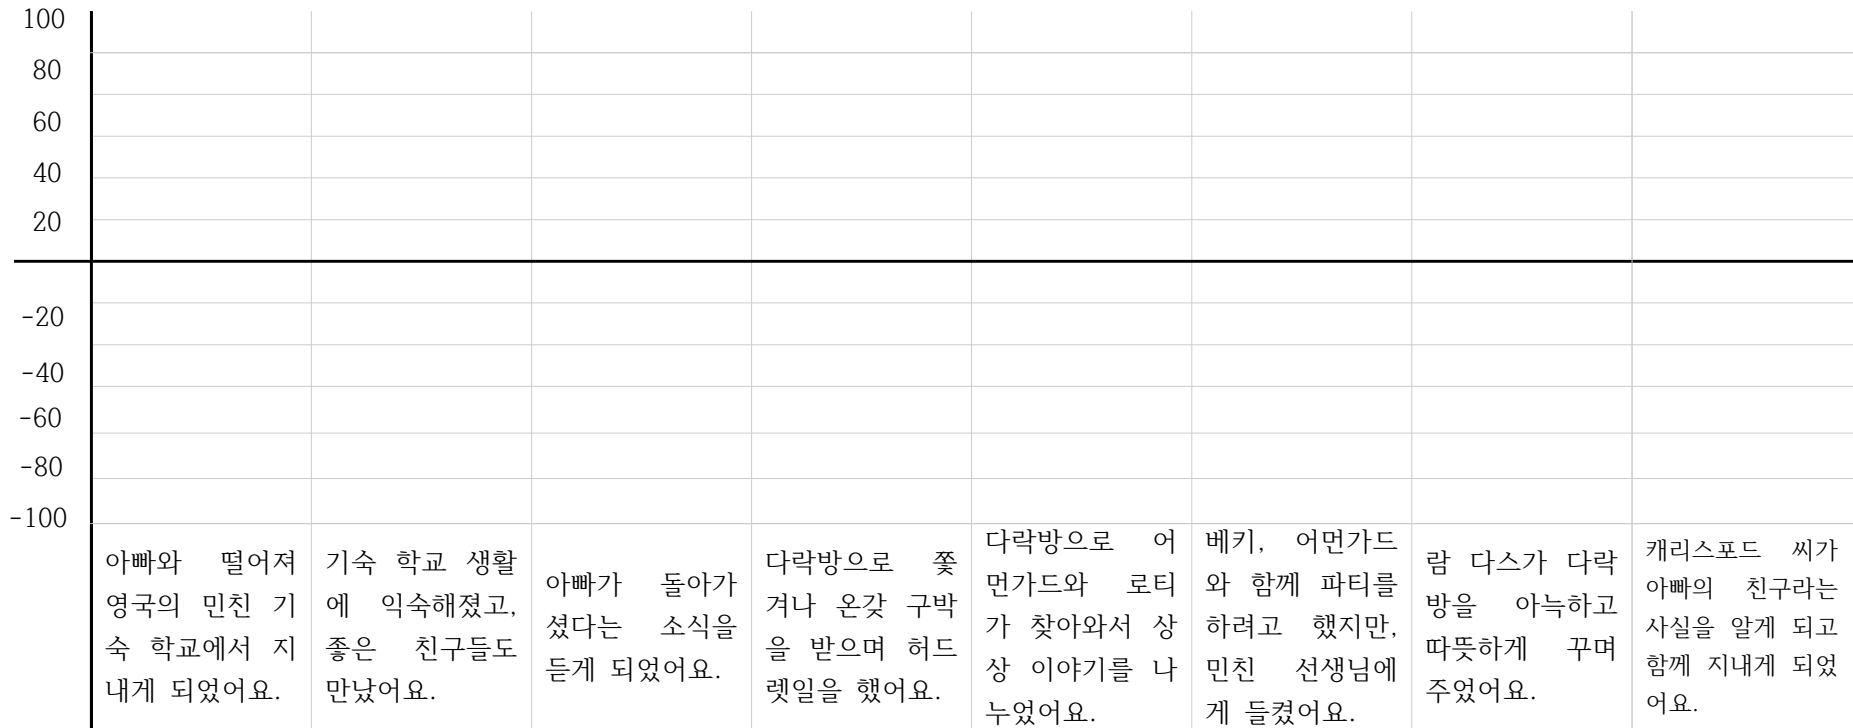 100
80
60
40
20
-20
-40
-60
-80
-100
아빠와 떨어져
영국의 민친 기
숙 학교에서 지
내게 되었어요.
기숙 학교 생활
에 익숙해졌고,
좋은 친구들도
만났어요.
아빠가 돌아가
셨다는 소식을
듣게 되었어요.
다락방으로 쫓
겨나 온갖 구박
을 받으며 허드
렛일을 했어요.
다락방으로 어
먼가드와 로티
가 찾아와서 상
상 이야기를 나
누었어요.
베키, 어먼가드
와 함께 파티를
하려고 했지만,
민친 선생님에
게 들켰어요.
람 다스가 다락
방을 아늑하고
따뜻하게 꾸며
주었어요.
캐리스포드 씨가
아빠의 친구라는
사실을 알게 되고
함께 지내게 되었
어요.